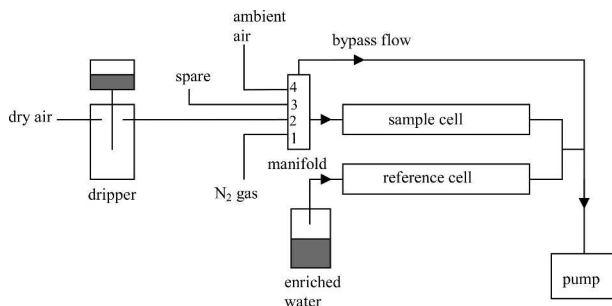 ambient
air
bypass flow
spare
4
3
2
1
dry air
sample cell
manifold
reference cell
dripper
N₂ gas
enriched
water
pump